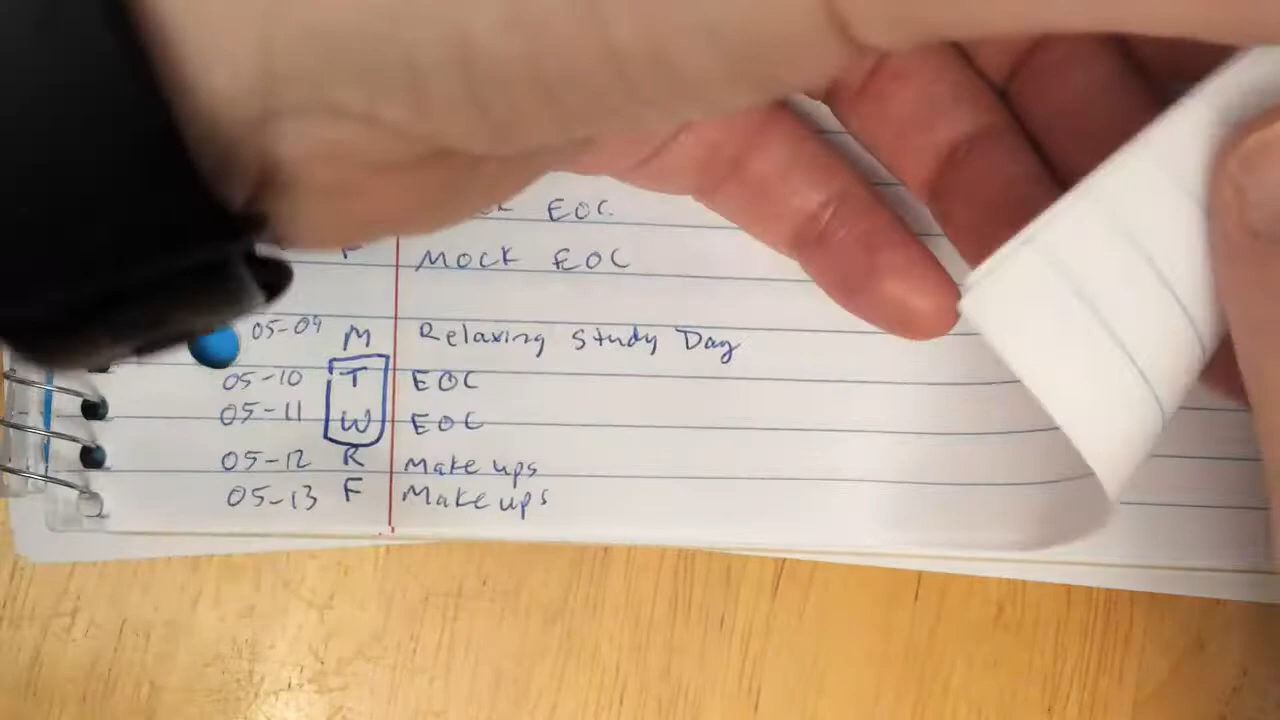 EOC
F MOCK EOC
05-09 M Relaxing Study Day
05-10 T EOC
05-11 W EOC
05-12 R Make ups
05-13 F Make ups